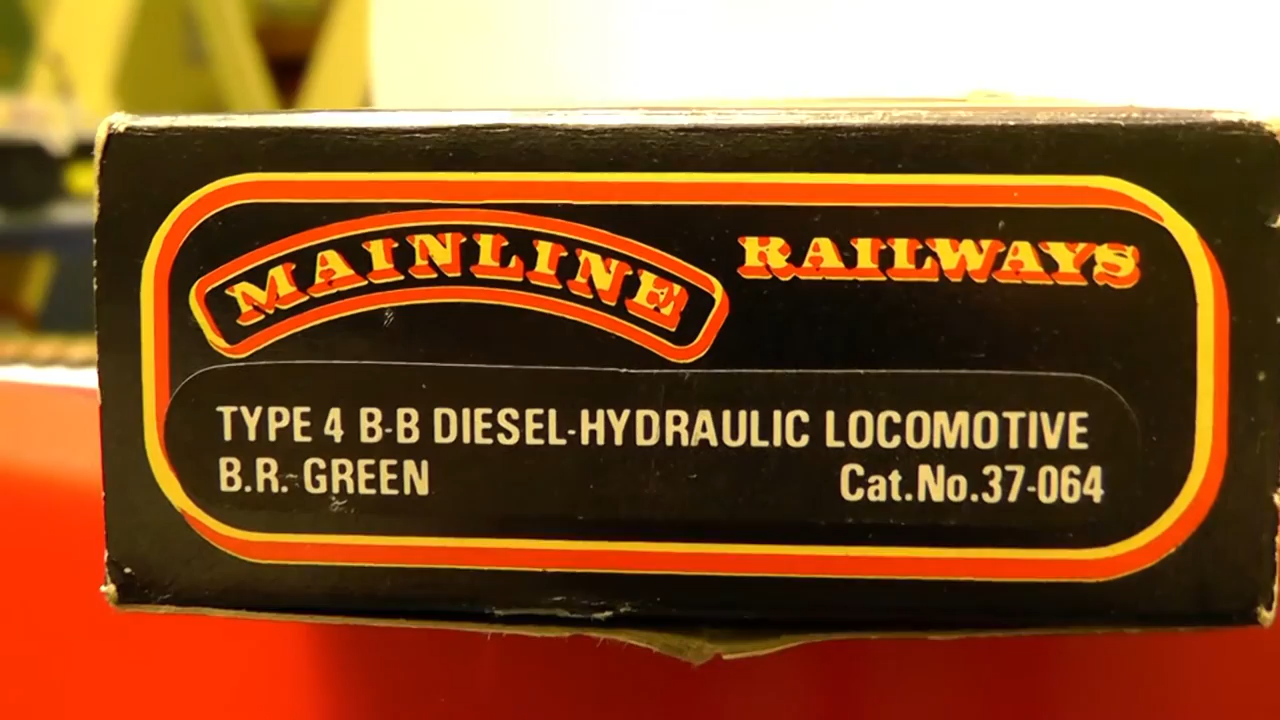 MAINLINE RAILWAYS
TYPE 4 B-B DIESEL-HYDRAULIC LOCOMOTIVE
B.R. GREEN Cat.No.37-064